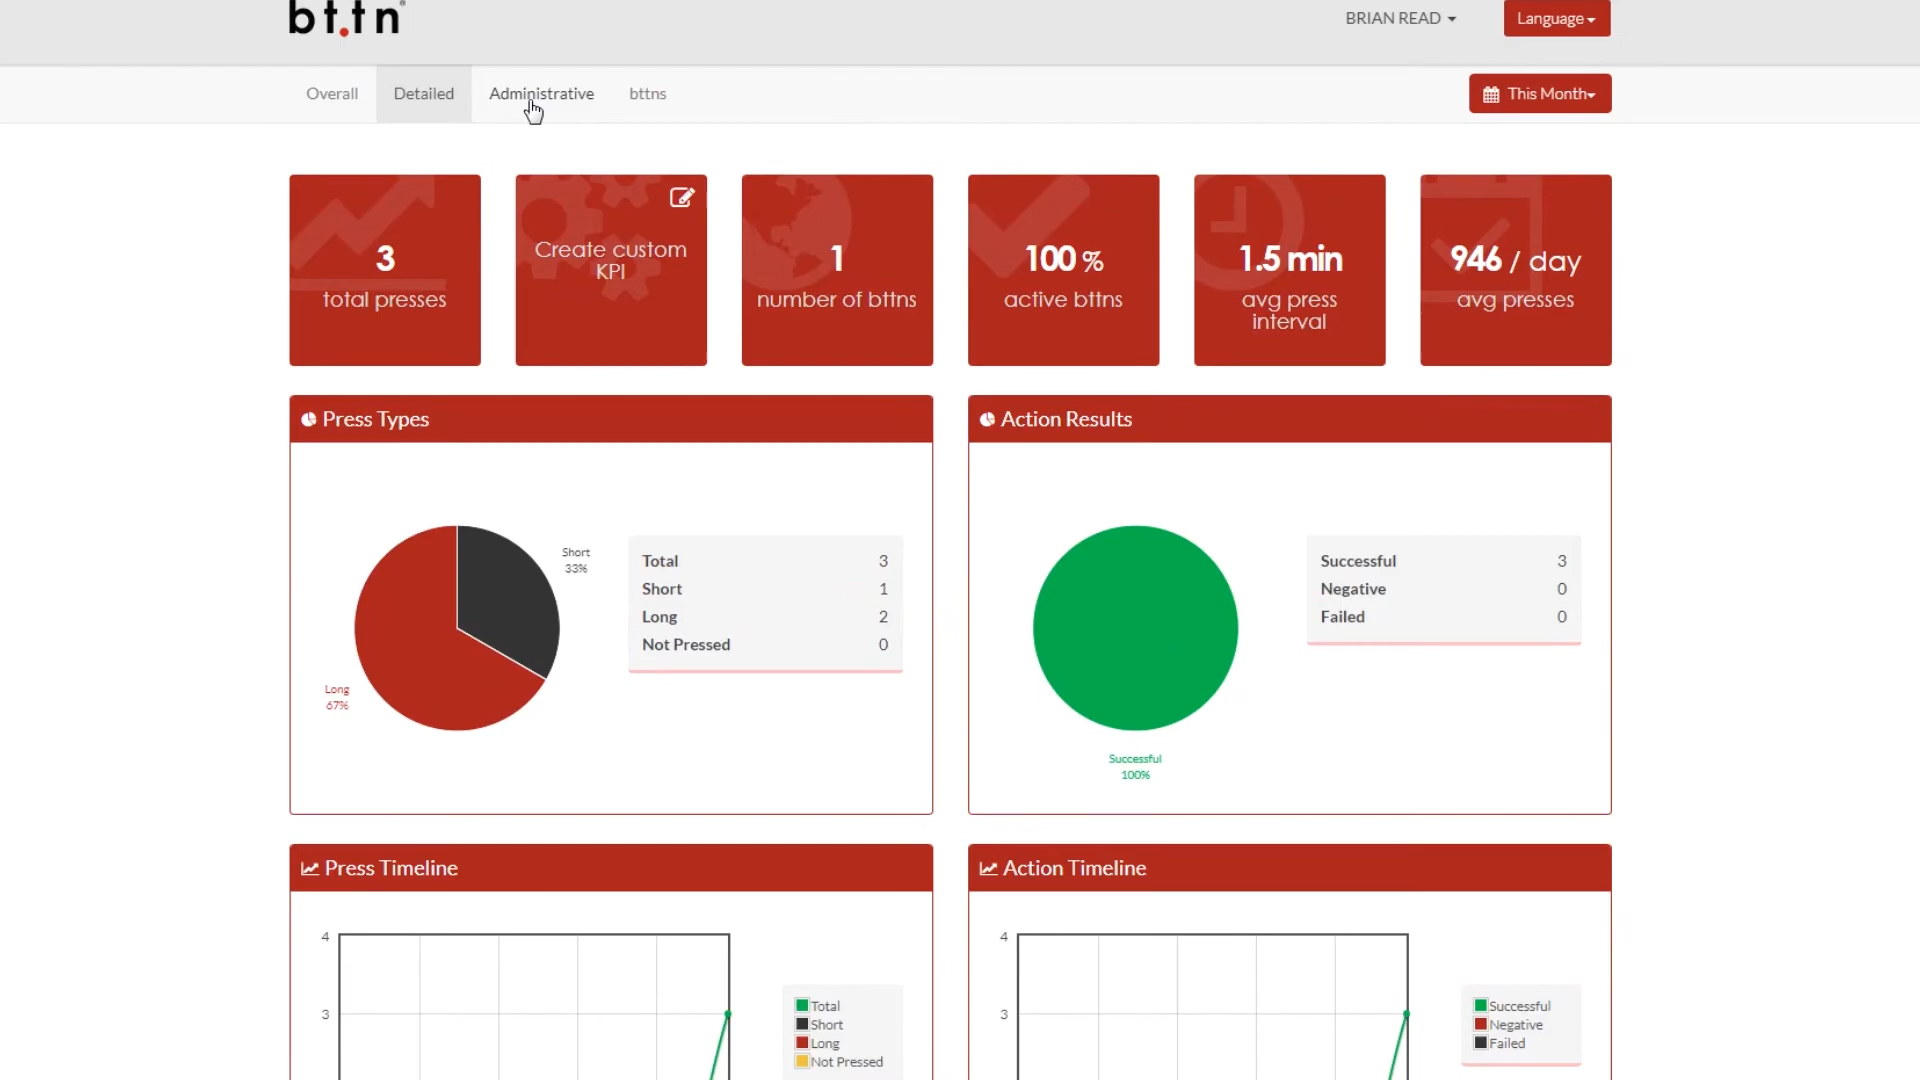 bt.tn®
BRIAN READ
Language
Overall
Detailed
Administrative
bttns
This Month
3
total presses
Create custom
KPI
1
number of bttns
100 %
active bttns
1.5 min
avg press
interval
946 / day
avg presses
Press Types
Short
33%
Long
67%
Total 3
Short 1
Long 2
Not Pressed 0
Action Results
Successful
100%
Successful 3
Negative 0
Failed 0
Press Timeline
4
3
Total
Short
Long
Not Pressed
Action Timeline
4
3
Successful
Negative
Failed